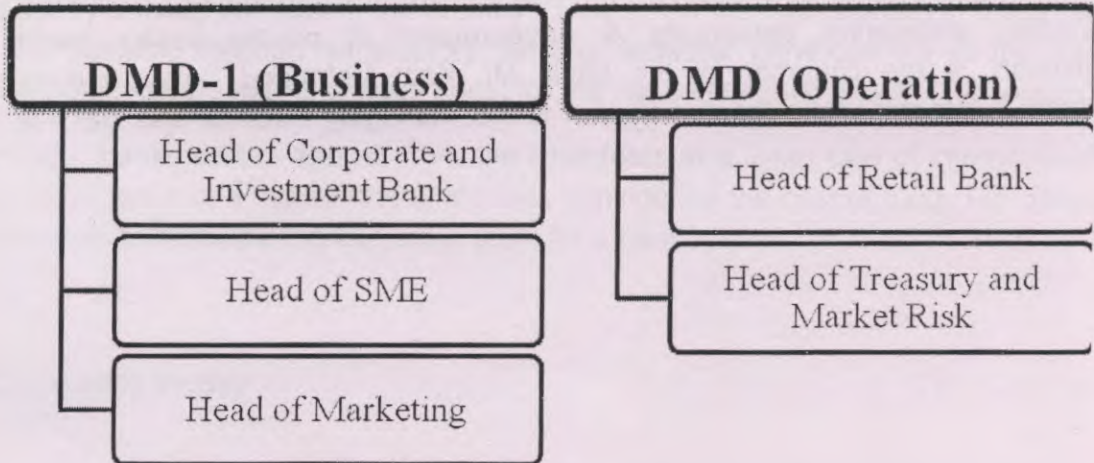 DMD-1 (Business)
Head of Corporate and
Investment Bank
Head of SME
Head of Marketing
DMD (Operation)
Head of Retail Bank
Head of Treasury and
Market Risk